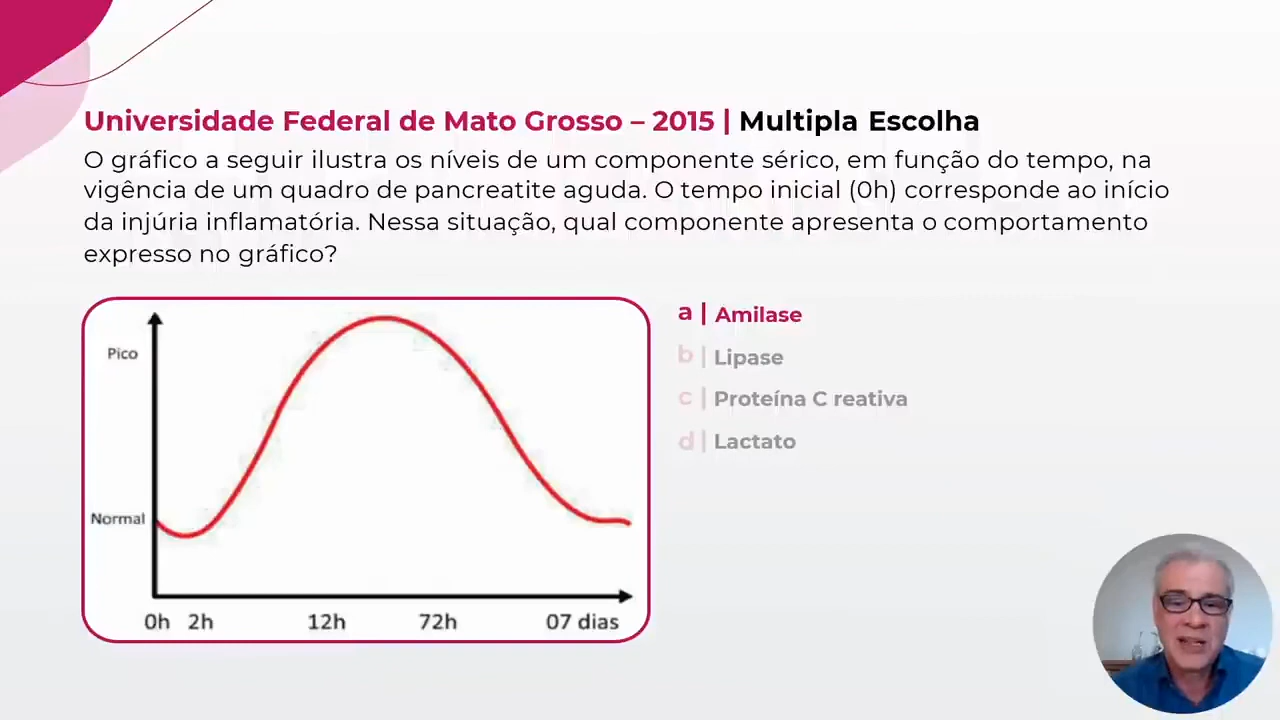 Universidade Federal de Mato Grosso – 2015 | Multipla Escolha
O gráfico a seguir ilustra os níveis de um componente sérico, em função do tempo, na
vigência de um quadro de pancreatite aguda. O tempo inicial (0h) corresponde ao início
da injúria inflamatória. Nessa situação, qual componente apresenta o comportamento
expresso no gráfico?
a | Amilase
b | Lipase
c | Proteína C reativa
d | Lactato
Pico
Normal
0h 2h 12h 72h 07 dias